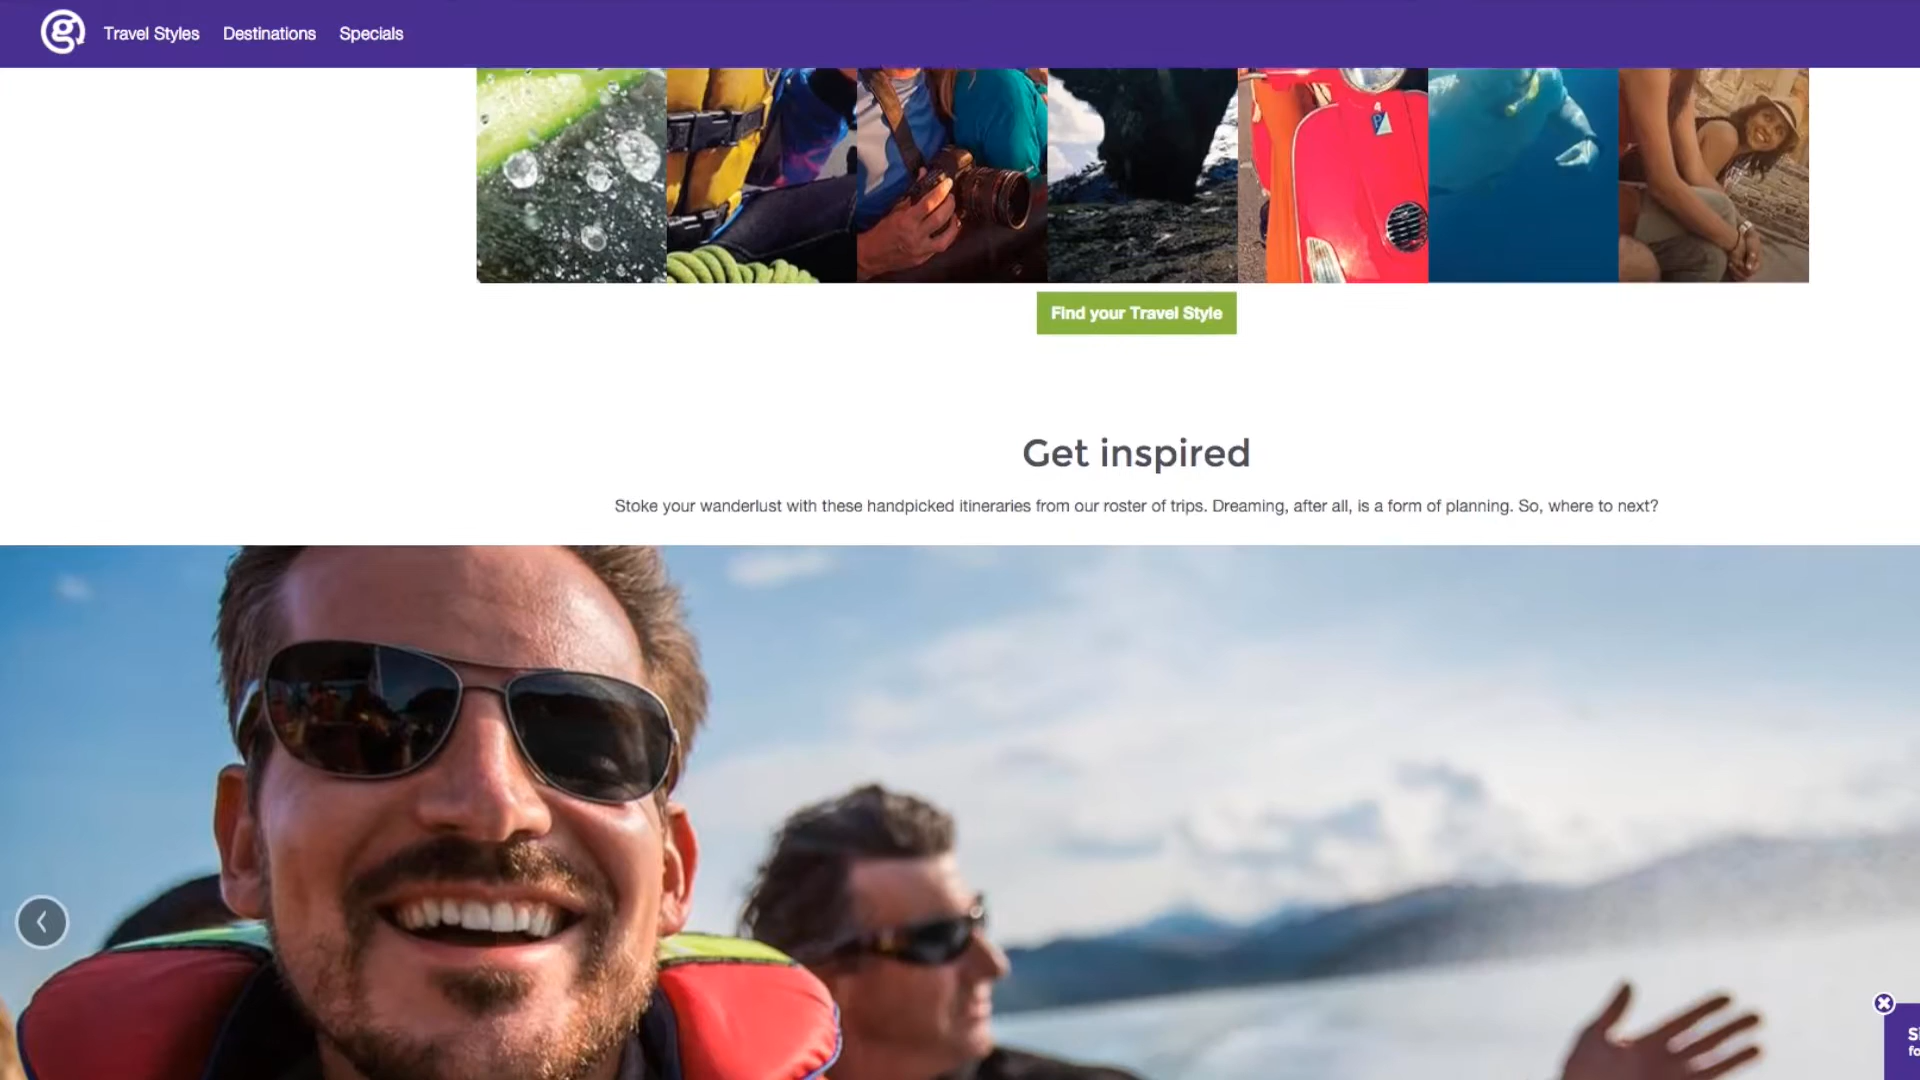 g
Travel Styles Destinations Specials
Find your Travel Style
Get inspired
Stoke your wanderlust with these handpicked itineraries from our roster of trips. Dreaming, after all, is a form of planning. So, where to next?